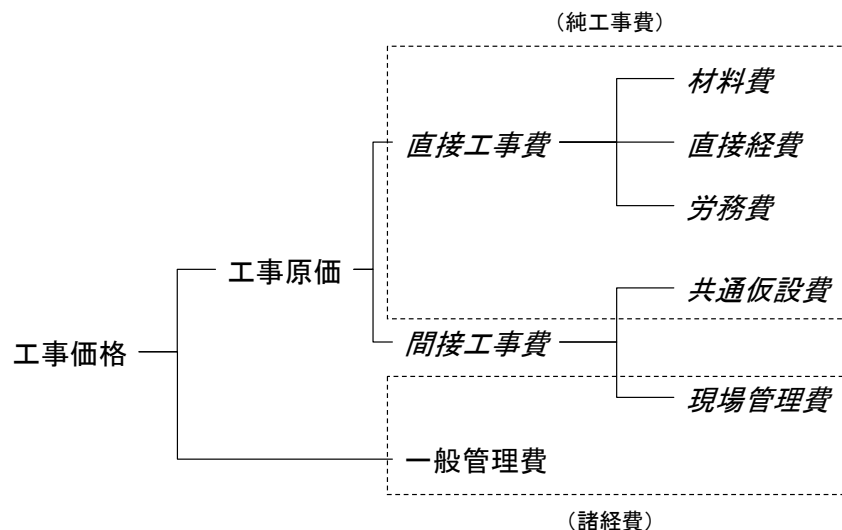 (純工事費)
材料費
直接工事費
直接経費
労務費
工事原価
共通仮設費
工事価格
間接工事費
現場管理費
一般管理費
(諸経費)